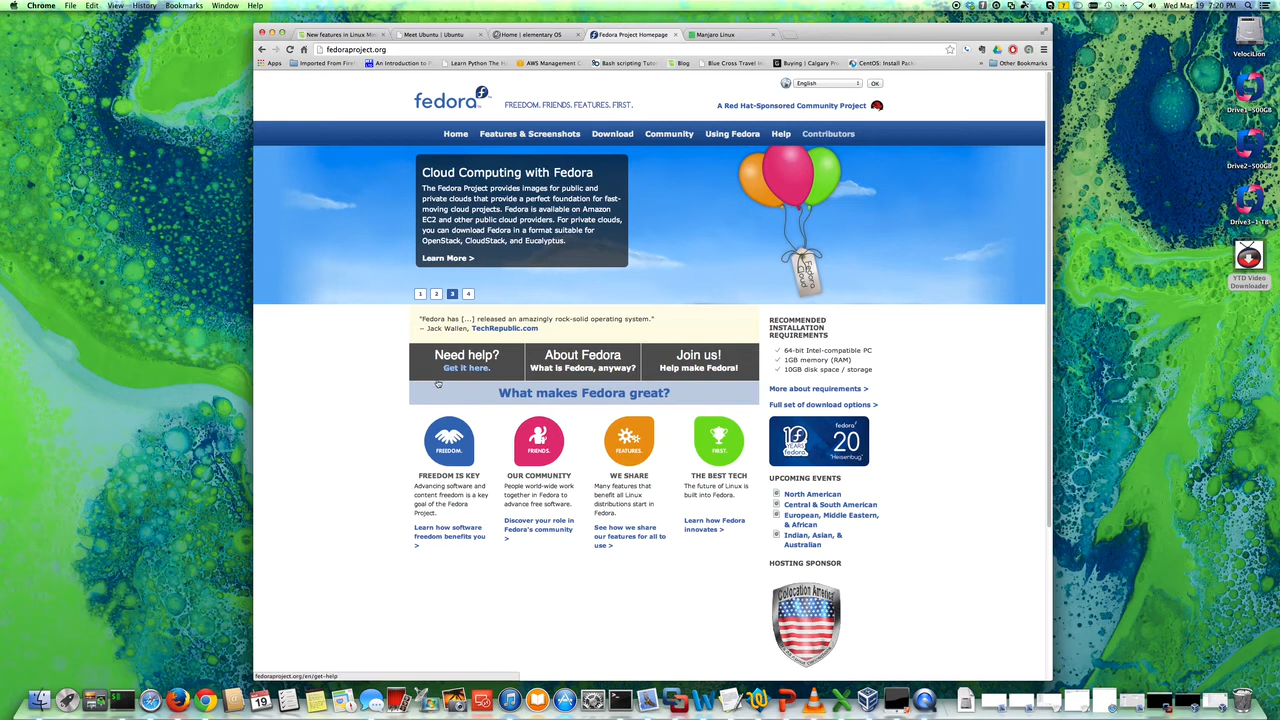 Chrome File Edit View History Bookmarks Window Help
Wed Mar 19 7:20 PM
New features in Linux Min
Meet Ubuntu | Ubuntu
Home | elementary OS
Fedora Project Homepage
Manjaro Linux
fedoraproject.org
Apps
Imported From Firef
An Introduction to
Learn Python The H
AWS Management C
Bash scripting Tuto
Blog
Blue Cross Travel In
Buying | Calgary Pr
CentOS: Install Pack
Other Bookmarks
VelociLion
Drive1-500GB
Drive2-500GB
Drive3-1 TB
YTD Video
Downloader
English
OK
fedora
FREEDOM. FRIENDS. FEATURES. FIRST.
A Red Hat-Sponsored Community Project
Home Features & Screenshots Download Community Using Fedora Help Contributors
Cloud Computing with Fedora
The Fedora Project provides images for public and
private clouds that provide a perfect foundation for fast-
moving cloud projects. Fedora is available on Amazon
EC2 and other public cloud providers. For private clouds,
you can download Fedora in a format suitable for
OpenStack, CloudStack, and Eucalyptus.
Learn More >
Fedora
Cloud
1 2 3 4
"Fedora has [...] released an amazingly rock-solid operating system."
– Jack Wallen, TechRepublic.com
Need help?
Get it here.
About Fedora
What is Fedora, anyway?
Join us!
Help make Fedora!
What makes Fedora great?
FREEDOM.
FREEDOM IS KEY
Advancing software and
content freedom is a key
goal of the Fedora
Project.
Learn how software
freedom benefits you
>
FRIENDS.
OUR COMMUNITY
People world-wide work
together in Fedora to
advance free software.
Discover your role in
Fedora's community
>
FEATURES.
WE SHARE
Many features that
benefit all Linux
distributions start in
Fedora.
See how we share
our features for all to
use >
FIRST.
THE BEST TECH
The future of Linux is
built into Fedora.
Learn how Fedora
innovates >
RECOMMENDED
INSTALLATION
REQUIREMENTS
64-bit Intel-compatible PC
1GB memory (RAM)
10GB disk space / storage
More about requirements >
Full set of download options >
10
YEARS
fedora
fedora
20
"Heisenbug"
UPCOMING EVENTS
North American
Central & South American
European, Middle Eastern,
& African
Indian, Asian, &
Australian
HOSTING SPONSOR
Colocation America
fedoraproject.org/en/get-help
19